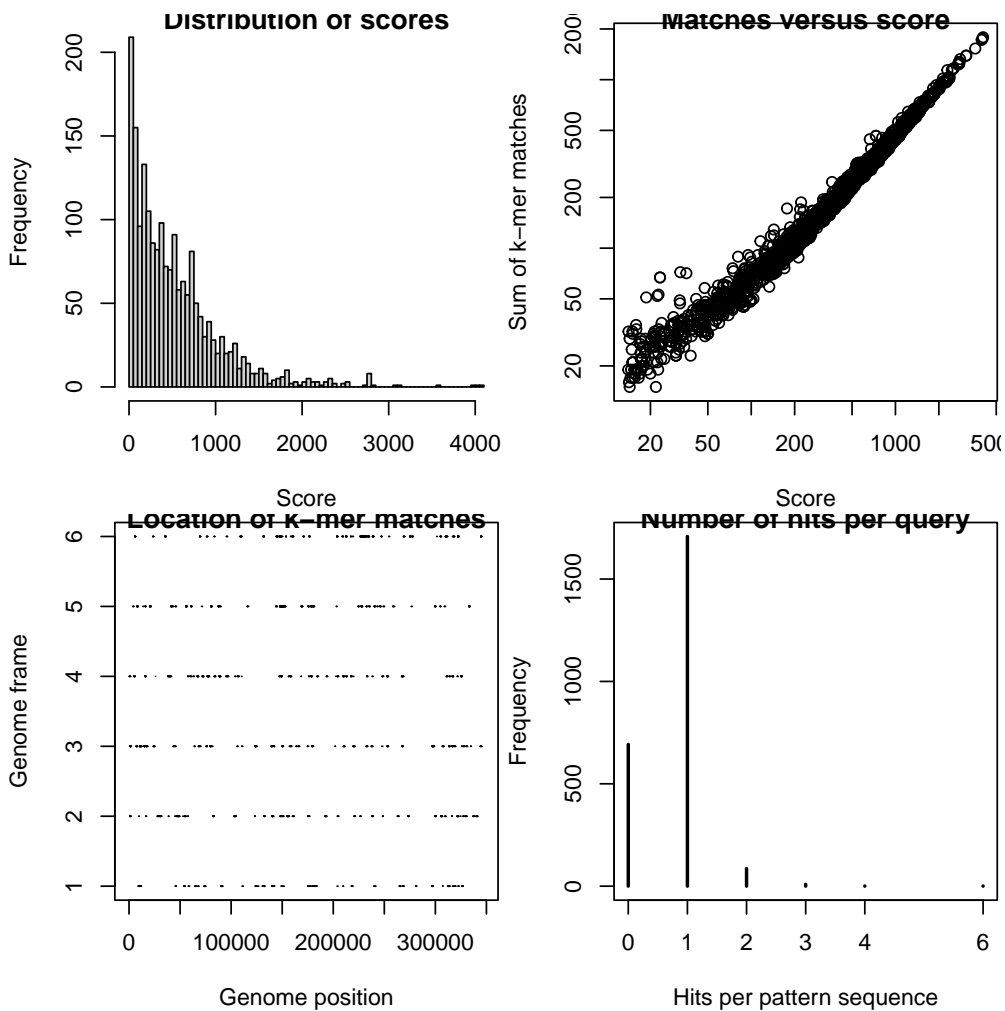 Distribution of scores
Frequency
0 50 100 150 200
0 1000 2000 3000 4000
Score
Matches versus score
Sum of k−mer matches
20 50 200 500 200
20 50 200 1000 500
Score
Location of k−mer matches
Genome frame
1 2 3 4 5 6
0 100000 200000 300000
Genome position
Number of hits per query
Frequency
0 500 1000 1500
0 1 2 3 4 6
Hits per pattern sequence